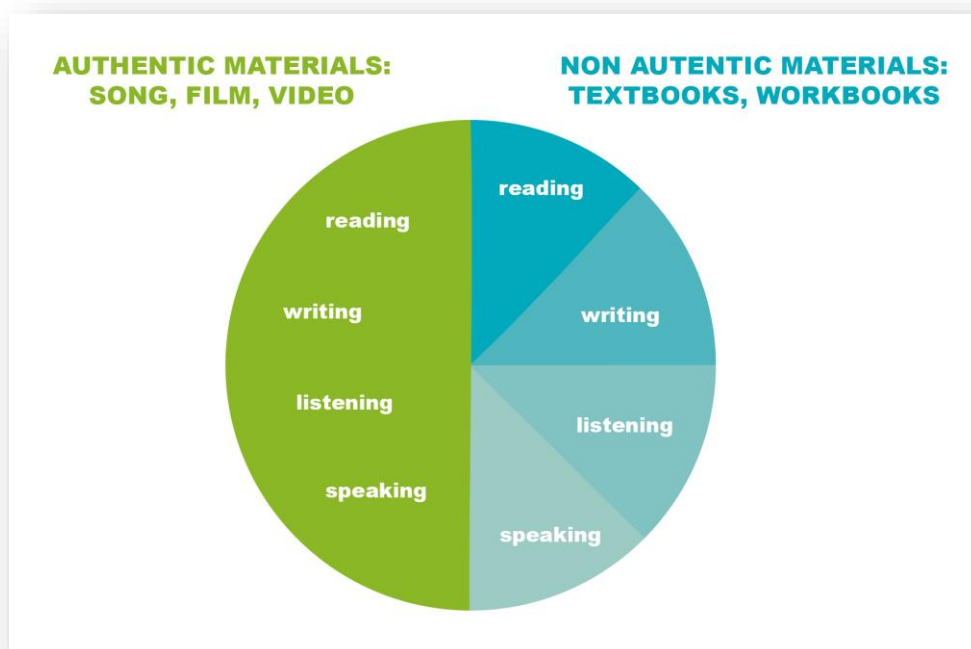 AUTHENTIC MATERIALS:
SONG, FILM, VIDEO
NON AUTENTIC MATERIALS:
TEXTBOOKS, WORKBOOKS
reading
writing
listening
speaking
reading
writing
listening
speaking